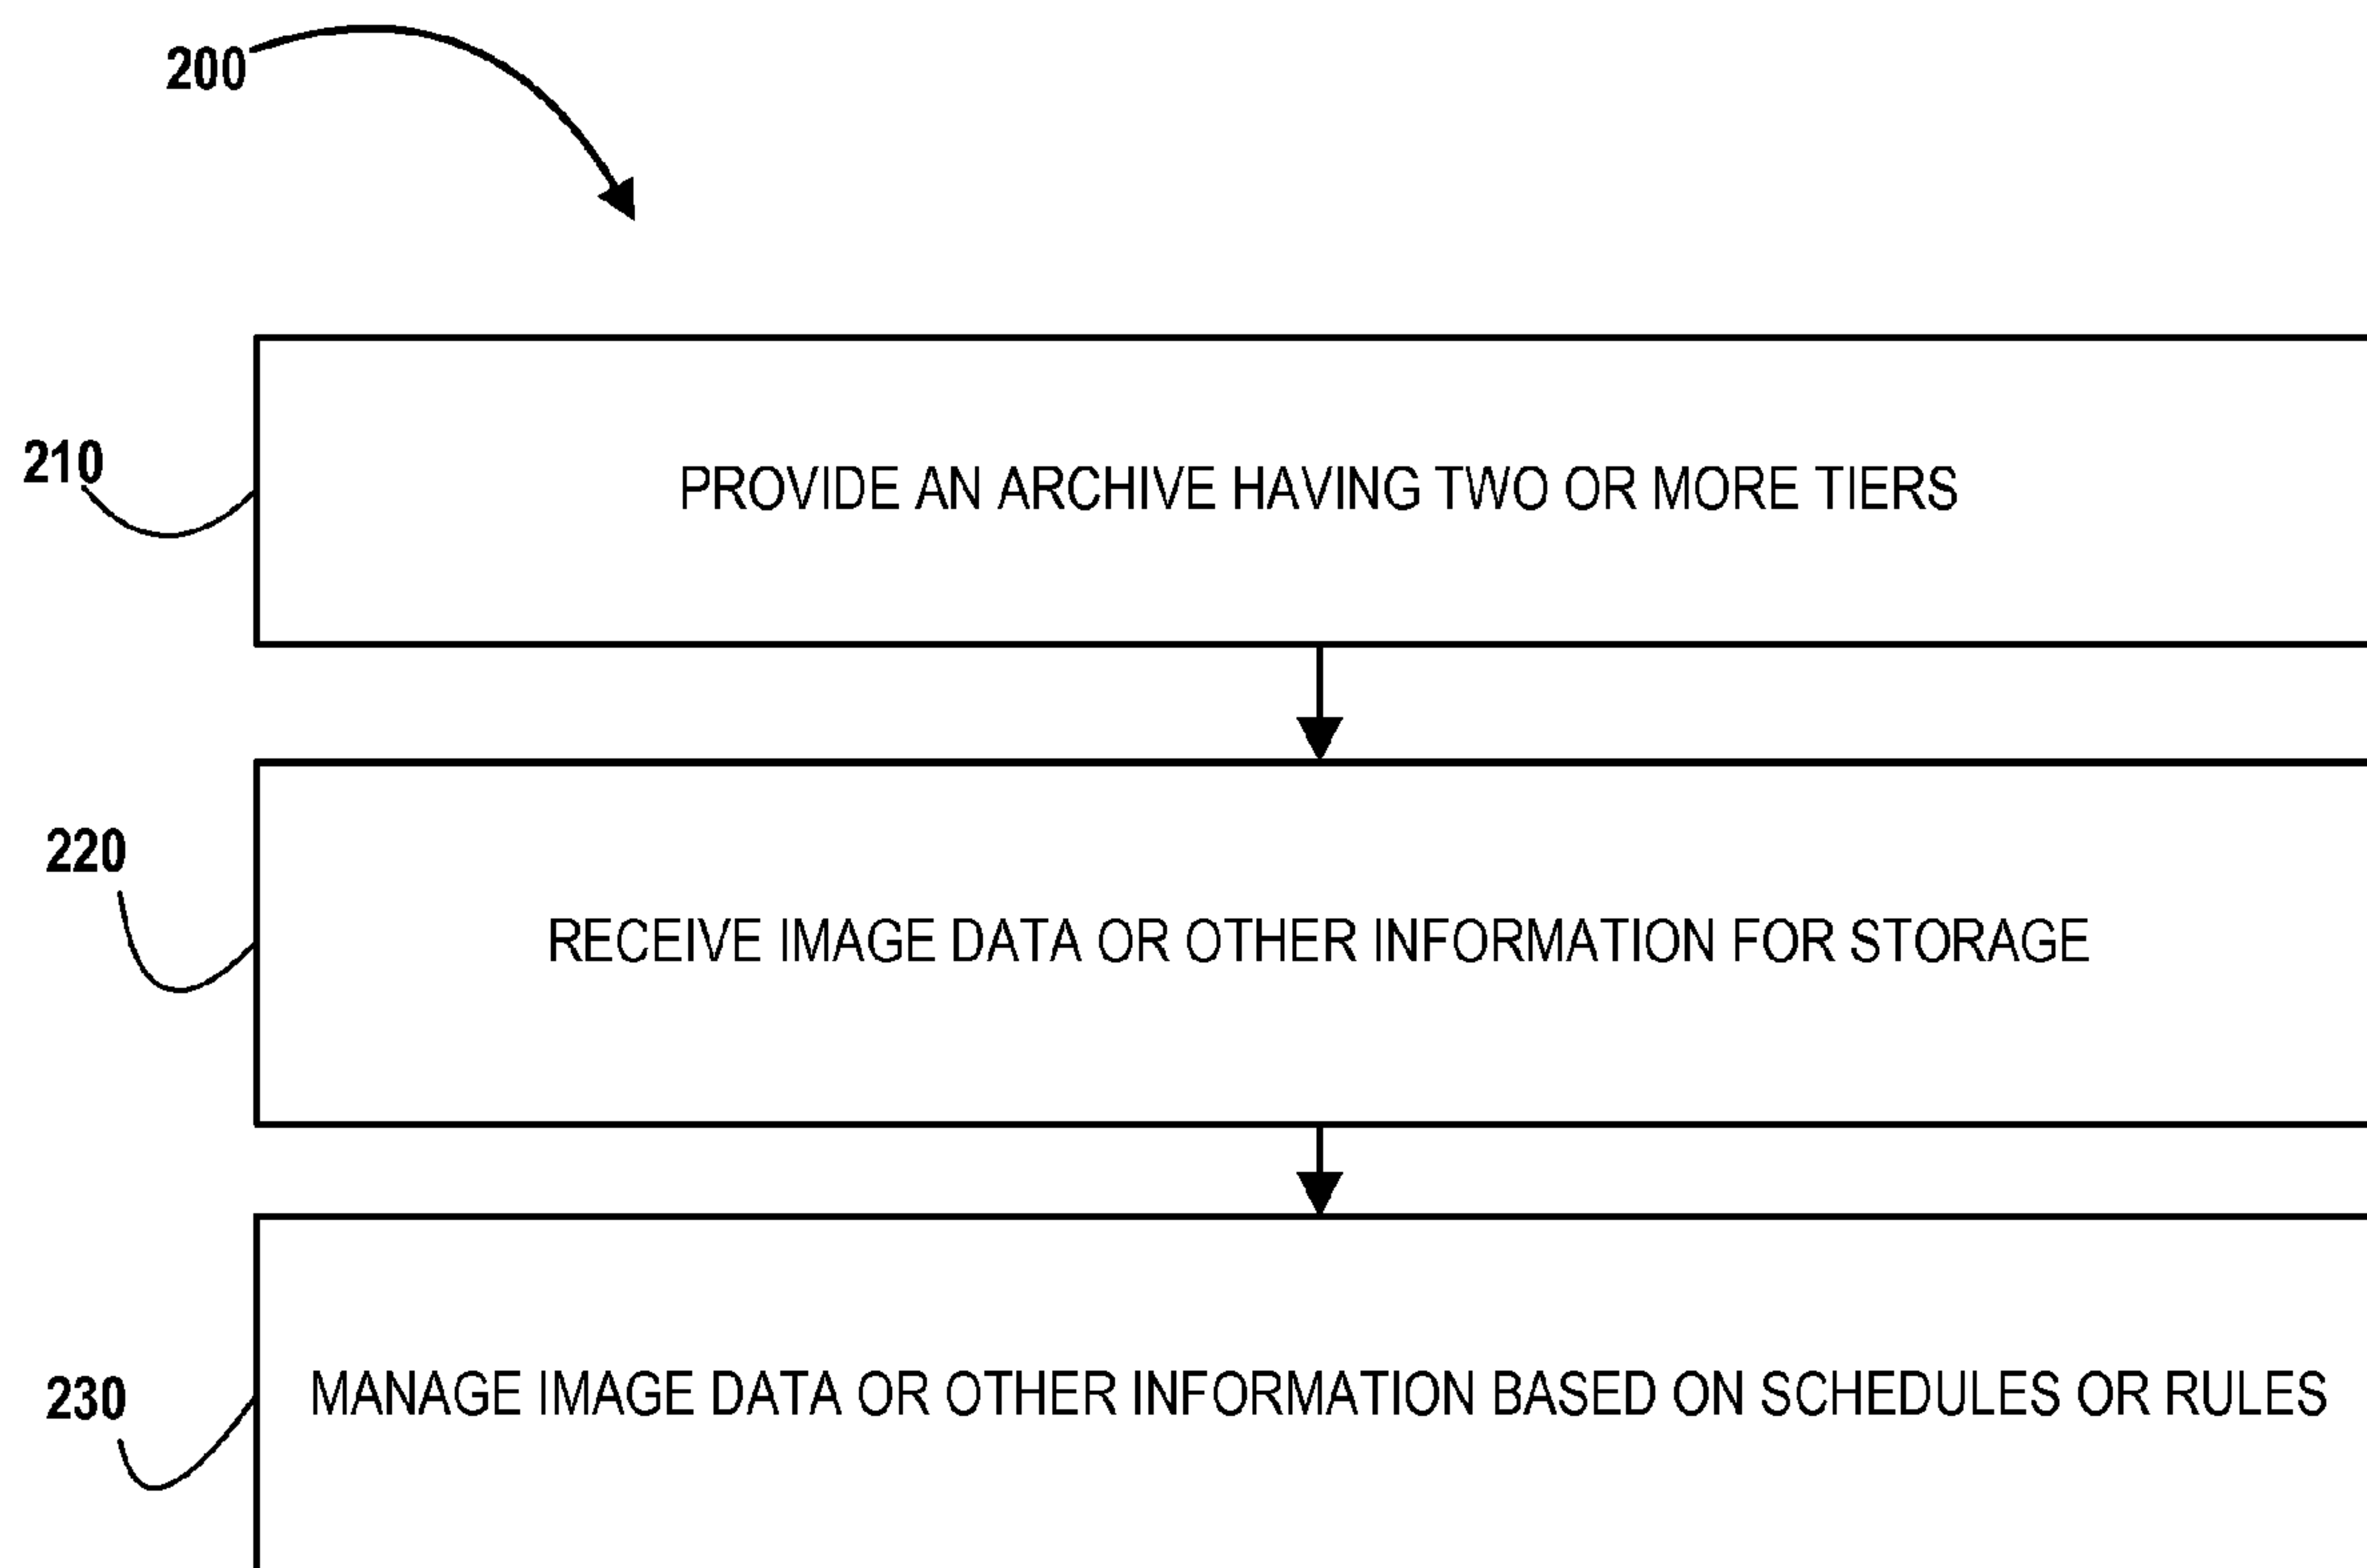 200
210
PROVIDE AN ARCHIVE HAVING TWO OR MORE TIERS
220
RECEIVE IMAGE DATA OR OTHER INFORMATION FOR STORAGE
230
MANAGE IMAGE DATA OR OTHER INFORMATION BASED ON SCHEDULES OR RULES